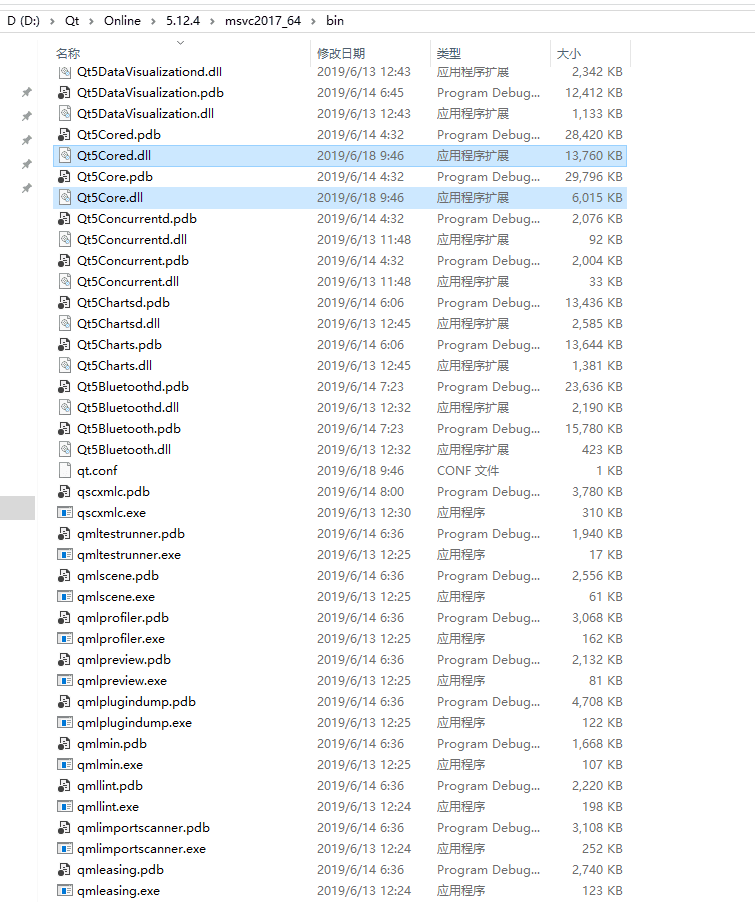 D (D:) > Qt > Online > 5.12.4 > msvc2017_64 > bin
名称 修改日期 类型 大小
Qt5DataVisualizationd.dll 2019/6/13 12:43 应用程序扩展 2,342 KB
Qt5DataVisualization.pdb 2019/6/14 6:45 Program Debug... 12,412 KB
Qt5DataVisualization.dll 2019/6/13 12:43 应用程序扩展 1,133 KB
Qt5Cored.pdb 2019/6/14 4:32 Program Debug... 28,420 KB
Qt5Cored.dll 2019/6/18 9:46 应用程序扩展 13,760 KB
Qt5Core.pdb 2019/6/14 4:32 Program Debug... 29,796 KB
Qt5Core.dll 2019/6/18 9:46 应用程序扩展 6,015 KB
Qt5Concurrentd.pdb 2019/6/14 4:32 Program Debug... 2,076 KB
Qt5Concurrentd.dll 2019/6/13 11:48 应用程序扩展 92 KB
Qt5Concurrent.pdb 2019/6/14 4:32 Program Debug... 2,004 KB
Qt5Concurrent.dll 2019/6/13 11:48 应用程序扩展 33 KB
Qt5Chartsd.pdb 2019/6/14 6:06 Program Debug... 13,436 KB
Qt5Chartsd.dll 2019/6/13 12:45 应用程序扩展 2,585 KB
Qt5Charts.pdb 2019/6/14 6:06 Program Debug... 13,644 KB
Qt5Charts.dll 2019/6/13 12:45 应用程序扩展 1,381 KB
Qt5Bluetoothd.pdb 2019/6/14 7:23 Program Debug... 23,636 KB
Qt5Bluetoothd.dll 2019/6/13 12:32 应用程序扩展 2,190 KB
Qt5Bluetooth.pdb 2019/6/14 7:23 Program Debug... 15,780 KB
Qt5Bluetooth.dll 2019/6/13 12:32 应用程序扩展 423 KB
qt.conf 2019/6/18 9:46 CONF 文件 1 KB
qscxmlc.pdb 2019/6/14 8:00 Program Debug... 3,780 KB
qscxmlc.exe 2019/6/13 12:30 应用程序 310 KB
qmltestrunner.pdb 2019/6/14 6:36 Program Debug... 1,940 KB
qmltestrunner.exe 2019/6/13 12:25 应用程序 17 KB
qmlscene.pdb 2019/6/14 6:36 Program Debug... 2,556 KB
qmlscene.exe 2019/6/13 12:25 应用程序 61 KB
qmlprofiler.pdb 2019/6/14 6:36 Program Debug... 3,068 KB
qmlprofiler.exe 2019/6/13 12:25 应用程序 162 KB
qmlpreview.pdb 2019/6/14 6:36 Program Debug... 2,132 KB
qmlpreview.exe 2019/6/13 12:25 应用程序 81 KB
qmlplugindump.pdb 2019/6/14 6:36 Program Debug... 4,708 KB
qmlplugindump.exe 2019/6/13 12:25 应用程序 122 KB
qmlmin.pdb 2019/6/14 6:36 Program Debug... 1,668 KB
qmlmin.exe 2019/6/13 12:25 应用程序 107 KB
qmllint.pdb 2019/6/14 6:36 Program Debug... 2,220 KB
qmllint.exe 2019/6/13 12:24 应用程序 198 KB
qmlimportscanner.pdb 2019/6/14 6:36 Program Debug... 3,108 KB
qmlimportscanner.exe 2019/6/13 12:24 应用程序 252 KB
qmleasing.pdb 2019/6/14 6:36 Program Debug... 2,740 KB
qmleasing.exe 2019/6/13 12:24 应用程序 123 KB